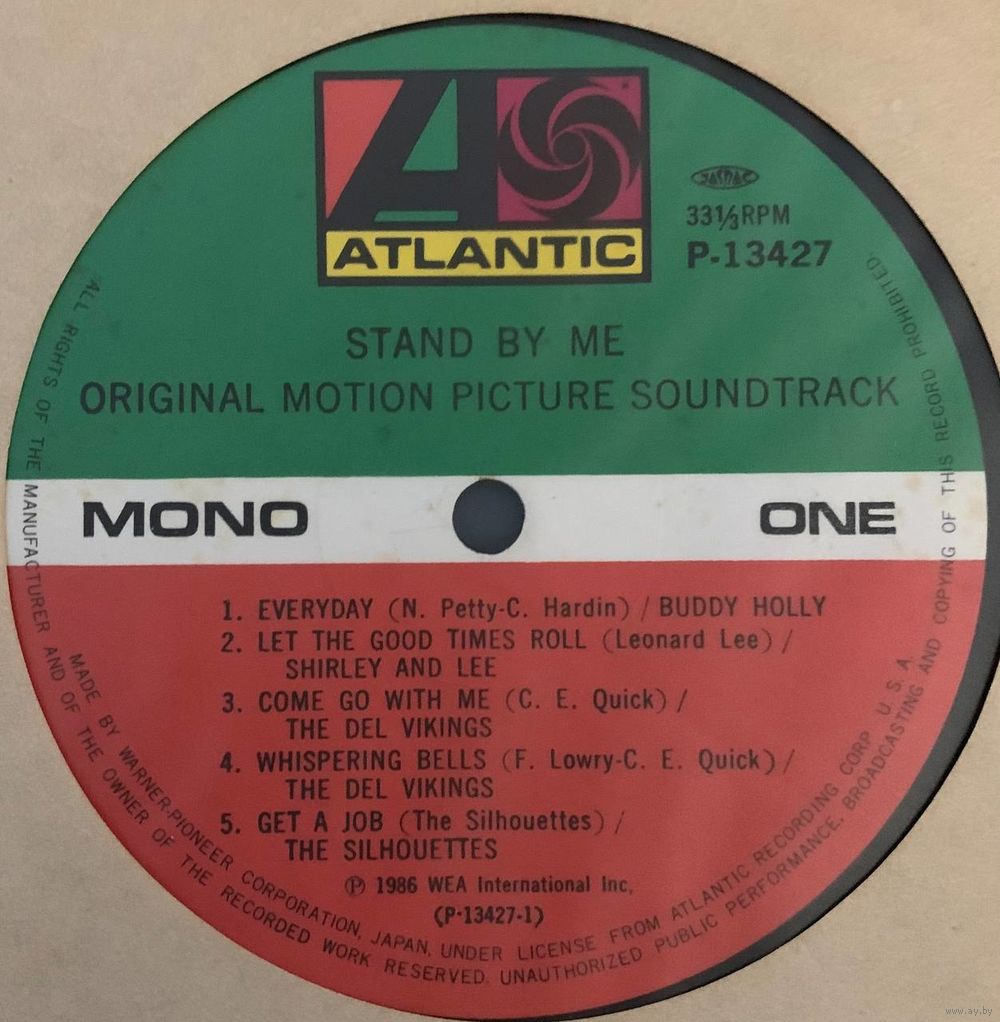 ATLANTIC
JASRAC
33⅓RPM
P-13427
STAND BY ME
ORIGINAL MOTION PICTURE SOUNDTRACK
MONO
ONE
1. EVERYDAY (N. Petty-C. Hardin) / BUDDY HOLLY
2. LET THE GOOD TIMES ROLL (Leonard Lee) /
SHIRLEY AND LEE
3. COME GO WITH ME (C. E. Quick) /
THE DEL VIKINGS
4. WHISPERING BELLS (F. Lowry-C. E. Quick) /
THE DEL VIKINGS
5. GET A JOB (The Silhouettes) /
THE SILHOUETTES
Ⓟ 1986 WEA International Inc,
(P-13427-1)
MADE BY WARNER-PIONEER CORPORATION, JAPAN, UNDER LICENSE FROM ATLANTIC RECORDING CORP U. S. A.
ALL RIGHTS OF THE MANUFACTURER AND OF THE OWNER OF THE RECORDED WORK RESERVED. UNAUTHORIZED PUBLIC PERFORMANCE, BROADCASTING AND COPYING OF THIS RECORD PROHIBITED.
www.ay.by